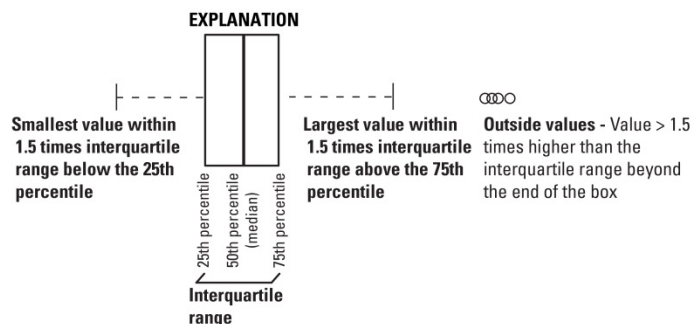 EXPLANATION
Smallest value within
1.5 times interquartile
range below the 25th
percentile
25th percentile
50th percentile
(median)
75th percentile
Interquartile
range
Largest value within
1.5 times interquartile
range above the 75th
percentile
Outside values - Value > 1.5
times higher than the
interquartile range beyond
the end of the box